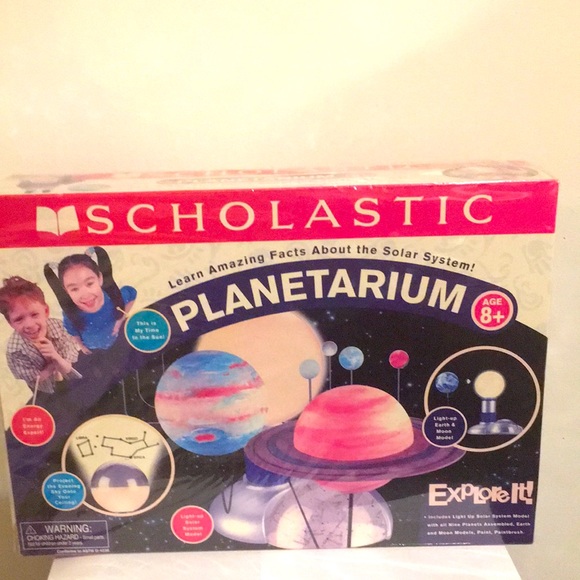 SCHOLASTIC
Learn Amazing Facts About the Solar System!
PLANETARIUM
AGE
8+
This is
My Time
in the Sun!
I'm An
Energy
Expert!
Light-up
Earth &
Moon
Model
Project
the Evening
Sky Onto
Your
Ceiling!
Light-up
Solar
System
Model
Explore It!
• Includes Light Up Solar System Model
with all Nine Planets Assembled, Earth
and Moon Models, Paint, Paintbrush.
WARNING:
CHOKING HAZARD - Small parts.